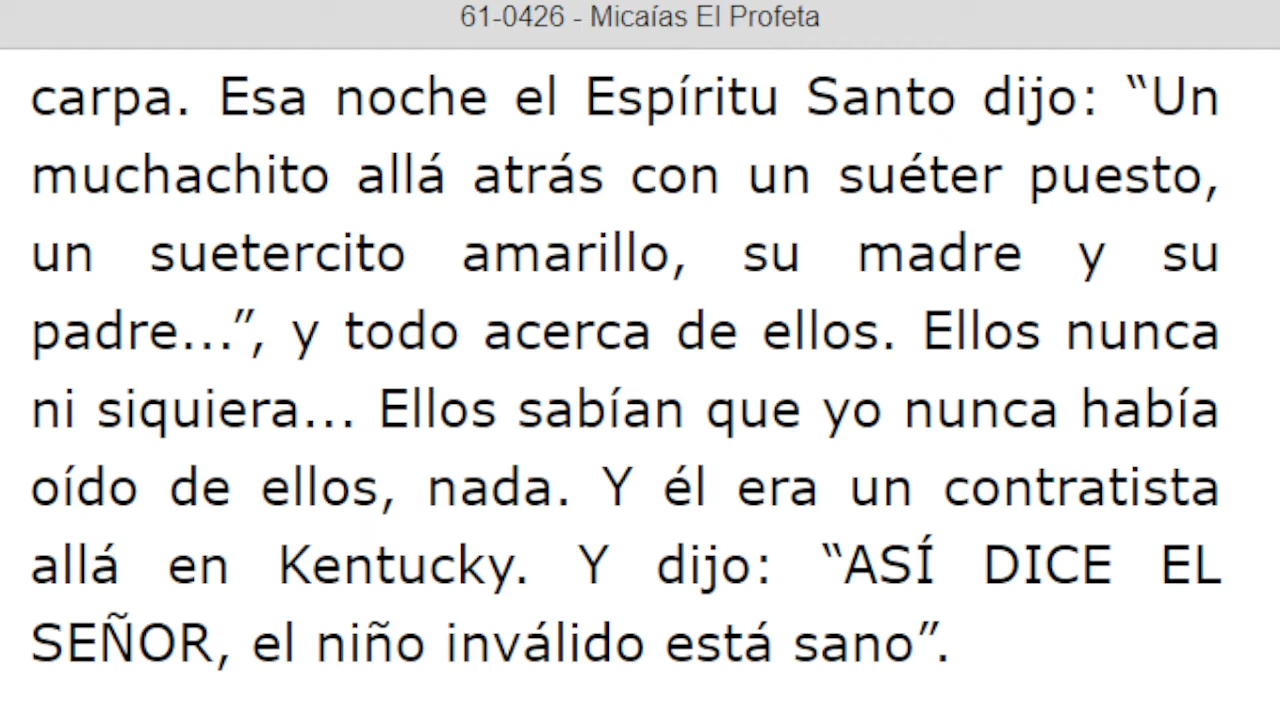 61-0426 - Micaías El Profeta
carpa. Esa noche el Espíritu Santo dijo: “Un
muchachito allá atrás con un suéter puesto,
un suetercito amarillo, su madre y su
padre...”, y todo acerca de ellos. Ellos nunca
ni siquiera... Ellos sabían que yo nunca había
oído de ellos, nada. Y él era un contratista
allá en Kentucky. Y dijo: “ASÍ DICE EL
SEÑOR, el niño inválido está sano”.